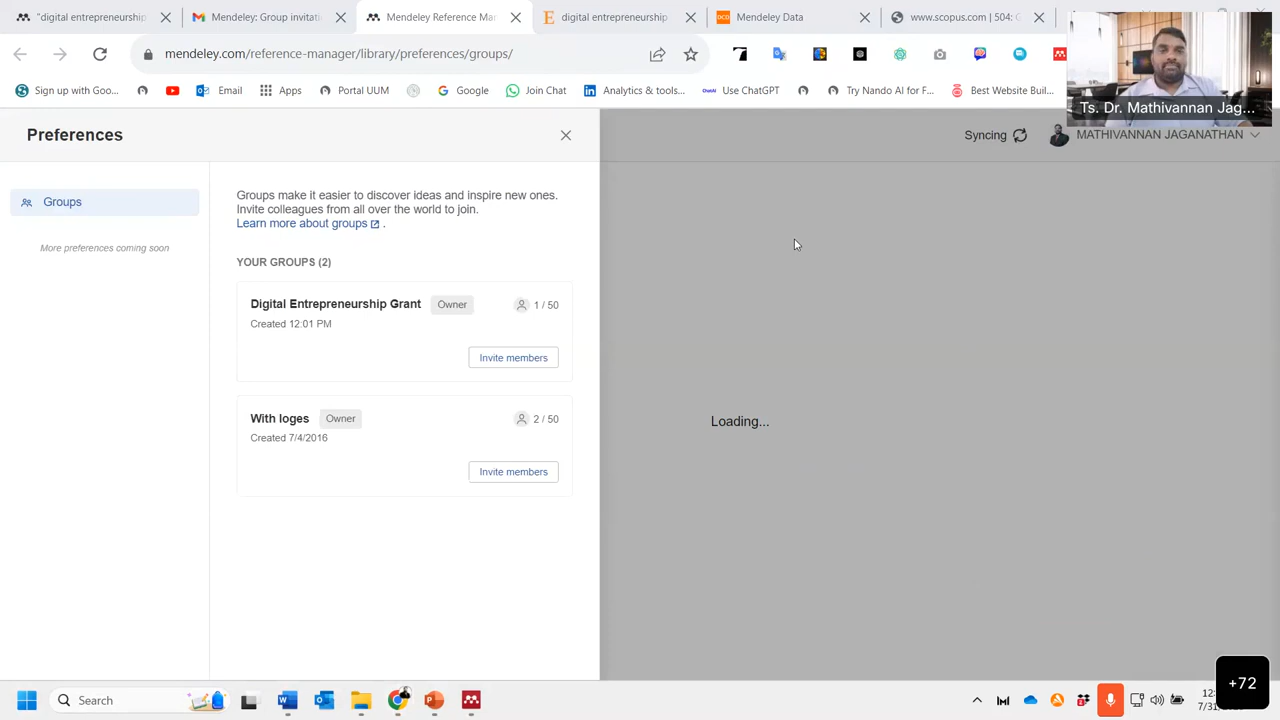 "digital entrepreneurship
Mendeley: Group invitati
Mendeley Reference Ma
digital entrepreneurship
Mendeley Data
www.scopus.com | 504:
mendeley.com/reference-manager/library/preferences/groups/
Sign up with Goo...
Email
Apps
Portal UUM
Google
Join Chat
Analytics & tools...
ChatAI
Use ChatGPT
Try Nando AI for F...
Best Website Buil...
Ts. Dr. Mathivannan Jag...
Preferences
Syncing
MATHIVANNAN JAGANATHAN
Groups
More preferences coming soon
Groups make it easier to discover ideas and inspire new ones.
Invite colleagues from all over the world to join.
Learn more about groups .
YOUR GROUPS (2)
Digital Entrepreneurship Grant Owner 1 / 50
Created 12:01 PM
Invite members
With loges Owner 2 / 50
Created 7/4/2016
Invite members
Loading...
Search
+72